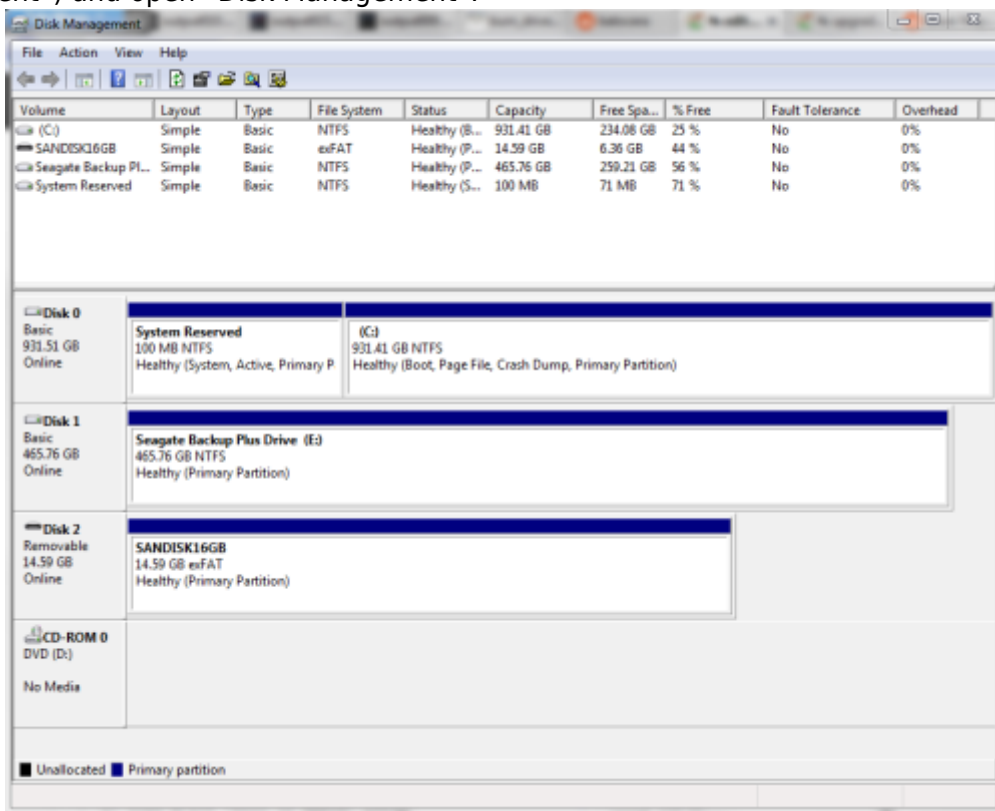 ent", and open "Disk Management".
Disk Management
File Action View Help
Volume Layout Type File System Status Capacity Free Spa... % Free Fault Tolerance Overhead
(C:) Simple Basic NTFS Healthy (B... 931.41 GB 234.08 GB 25 % No 0%
SANDISK16GB Simple Basic exFAT Healthy (P... 14.59 GB 6.36 GB 44 % No 0%
Seagate Backup Pl... Simple Basic NTFS Healthy (P... 465.76 GB 259.21 GB 56 % No 0%
System Reserved Simple Basic NTFS Healthy (S... 100 MB 71 MB 71 % No 0%
Disk 0
Basic
931.51 GB
Online
System Reserved
100 MB NTFS
Healthy (System, Active, Primary P
(C:)
931.41 GB NTFS
Healthy (Boot, Page File, Crash Dump, Primary Partition)
Disk 1
Basic
465.76 GB
Online
Seagate Backup Plus Drive (E:)
465.76 GB NTFS
Healthy (Primary Partition)
Disk 2
Removable
14.59 GB
Online
SANDISK16GB
14.59 GB exFAT
Healthy (Primary Partition)
CD-ROM 0
DVD (D:)
No Media
Unallocated Primary partition